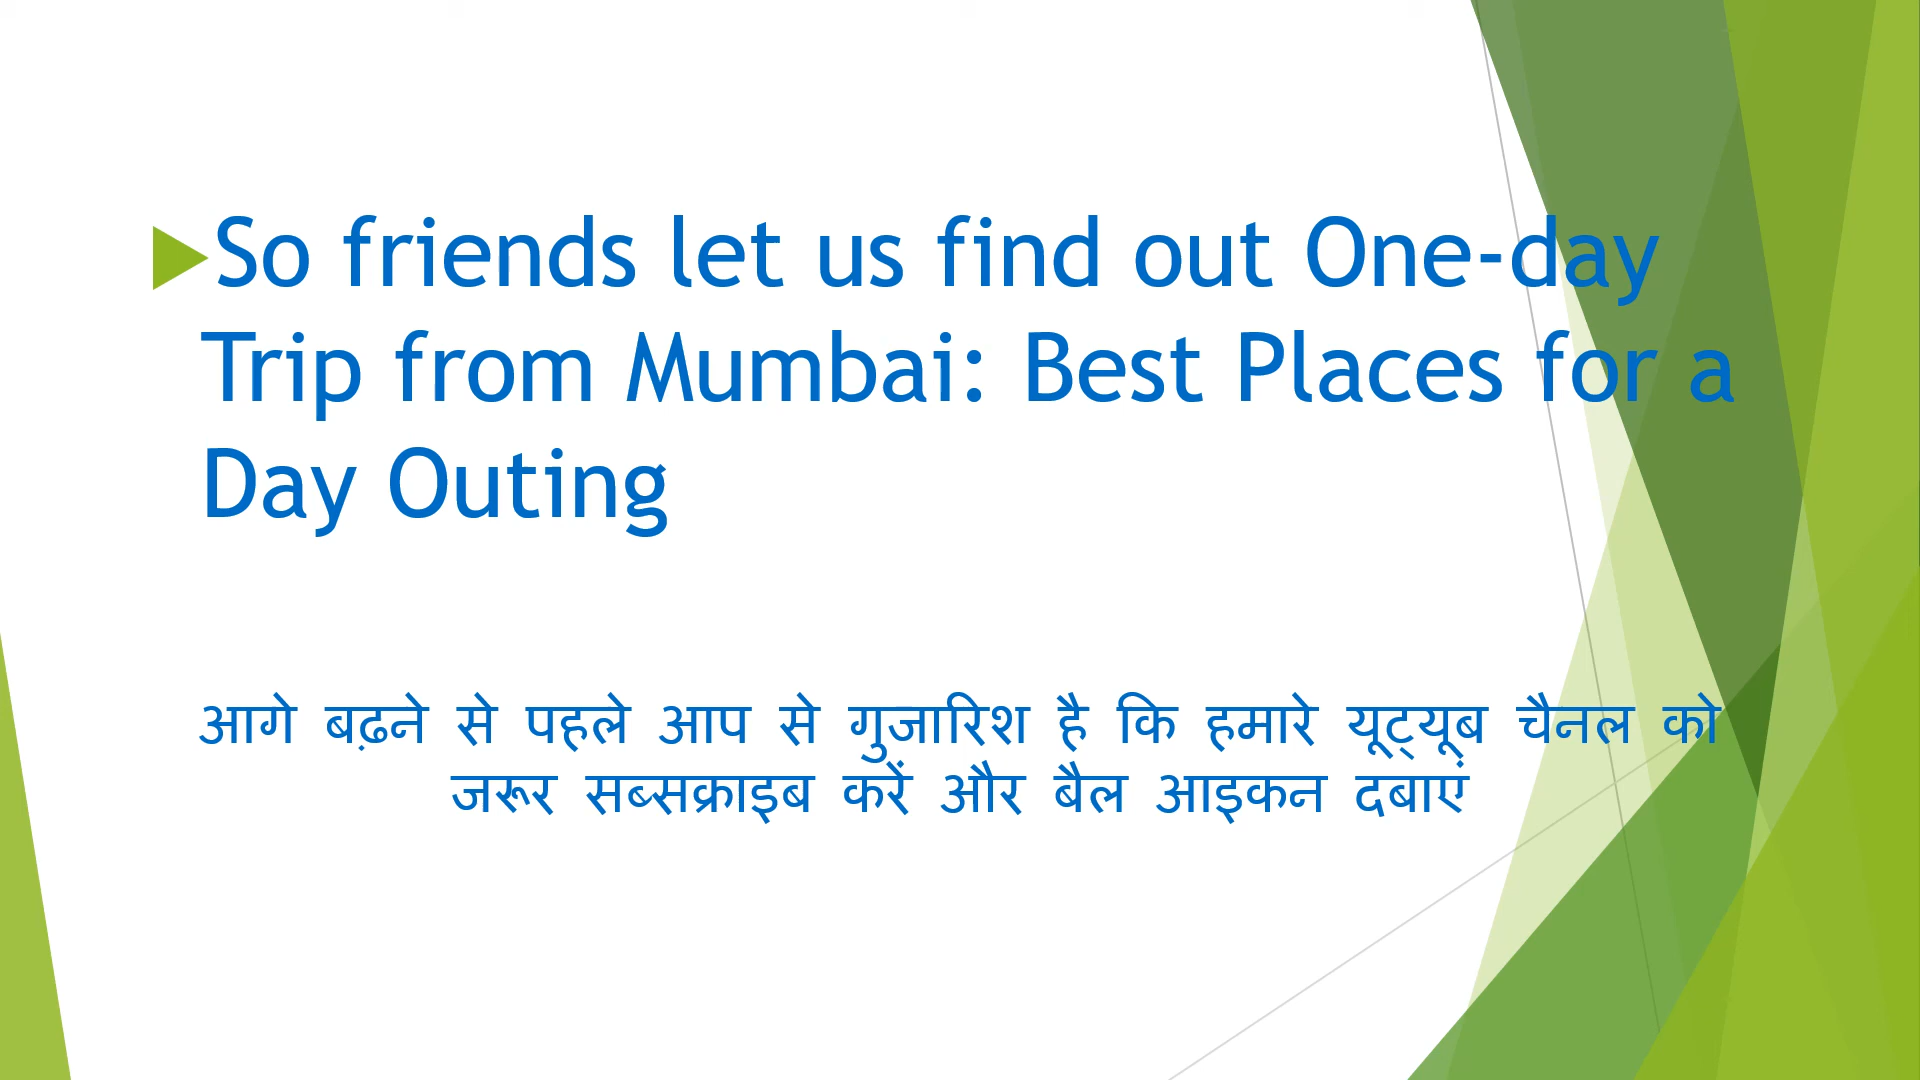 So friends let us find out One-day
Trip from Mumbai: Best Places for a
Day Outing
आगे बढ़ने से पहले आप से गुजारिश है कि हमारे यूट्यूब चैनल को
जरूर सब्सक्राइब करें और बैल आइकन दबाएं